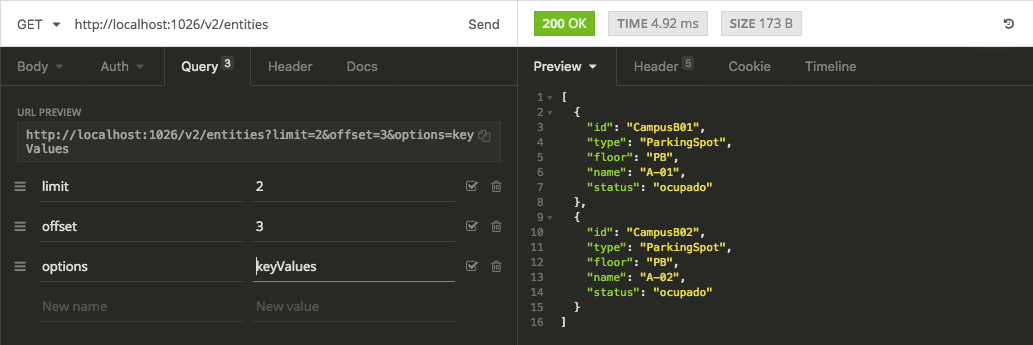 GET http://localhost:1026/v2/entities Send
Body Auth Query 3 Header Docs
URL PREVIEW
http://localhost:1026/v2/entities?limit=2&offset=3&options=key
Values
limit 2
offset 3
options keyValues
New name New value
200 OK TIME 4.92 ms SIZE 173 B
Preview Header 5 Cookie Timeline
1 [
2 {
3 "id": "CampusB01",
4 "type": "ParkingSpot",
5 "floor": "PB",
6 "name": "A-01",
7 "status": "ocupado"
8 },
9 {
10 "id": "CampusB02",
11 "type": "ParkingSpot",
12 "floor": "PB",
13 "name": "A-02",
14 "status": "ocupado"
15 }
16 ]